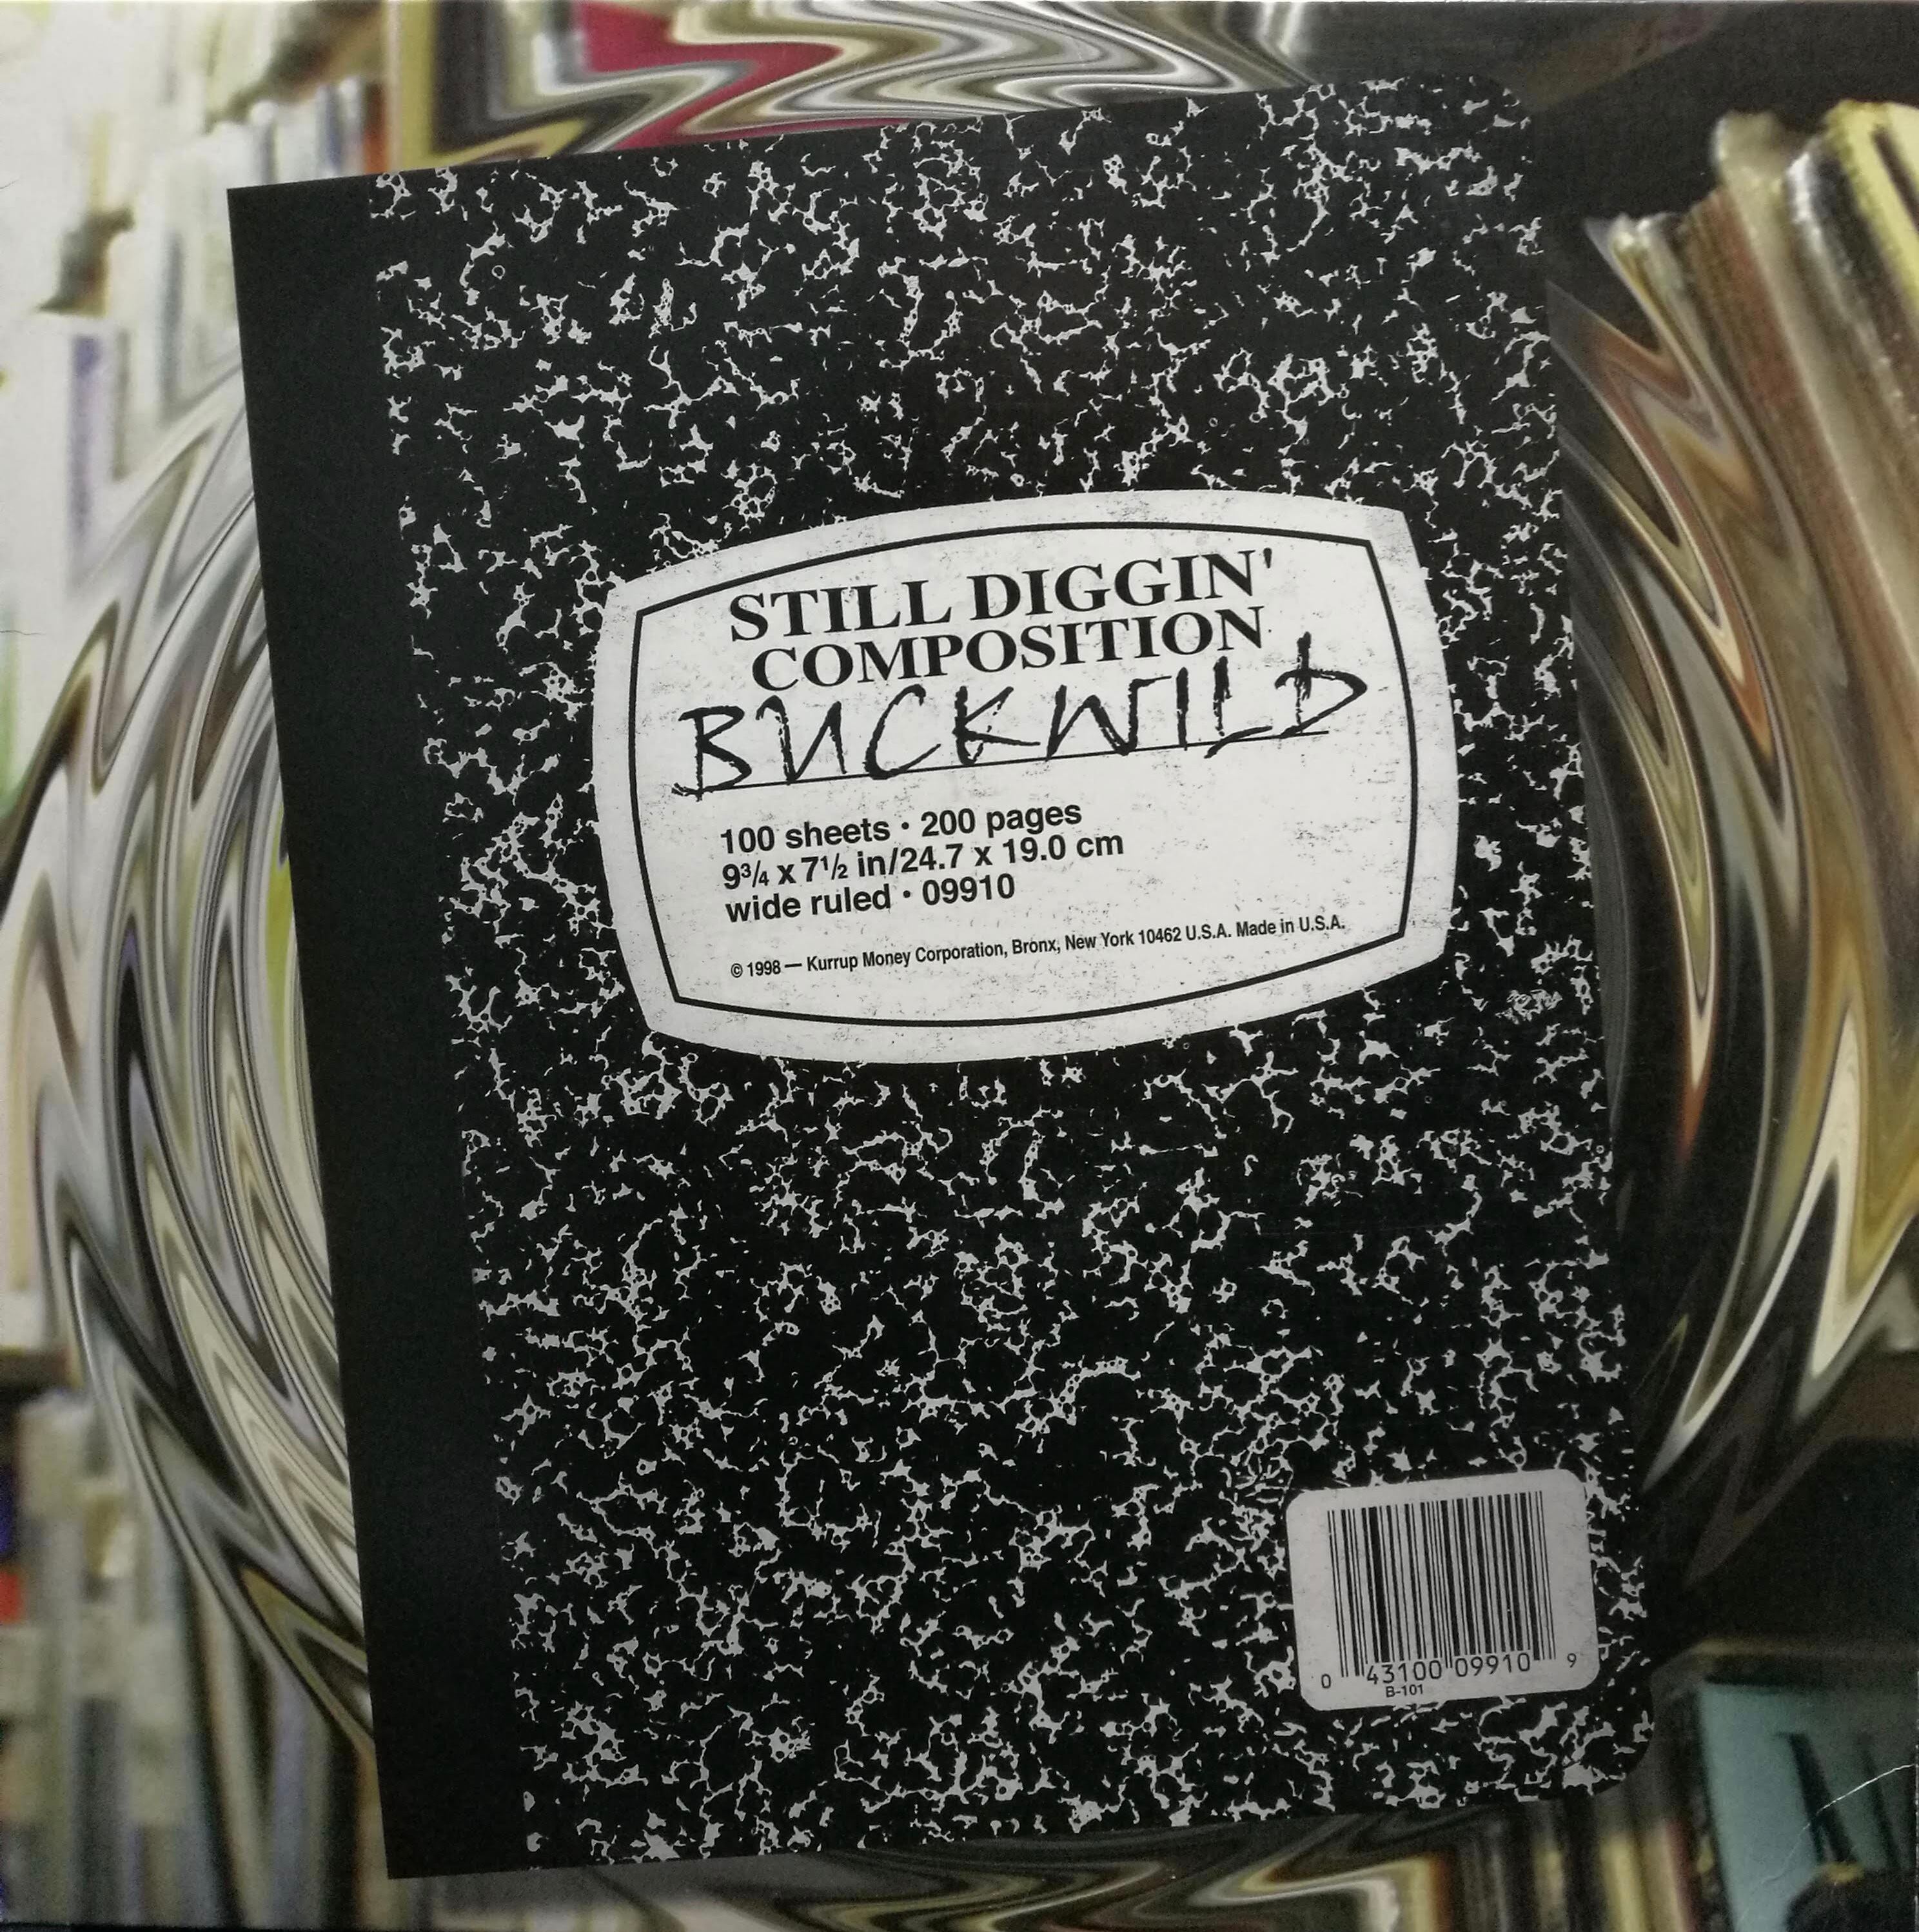 STILL DIGGIN'
COMPOSITION
BUCKWILD
100 sheets • 200 pages
9¾ x 7½ in/24.7 x 19.0 cm
wide ruled • 09910
© 1998 — Kurrup Money Corporation, Bronx, New York 10462 U.S.A. Made in U.S.A.
0 43100 09910 9
B-101